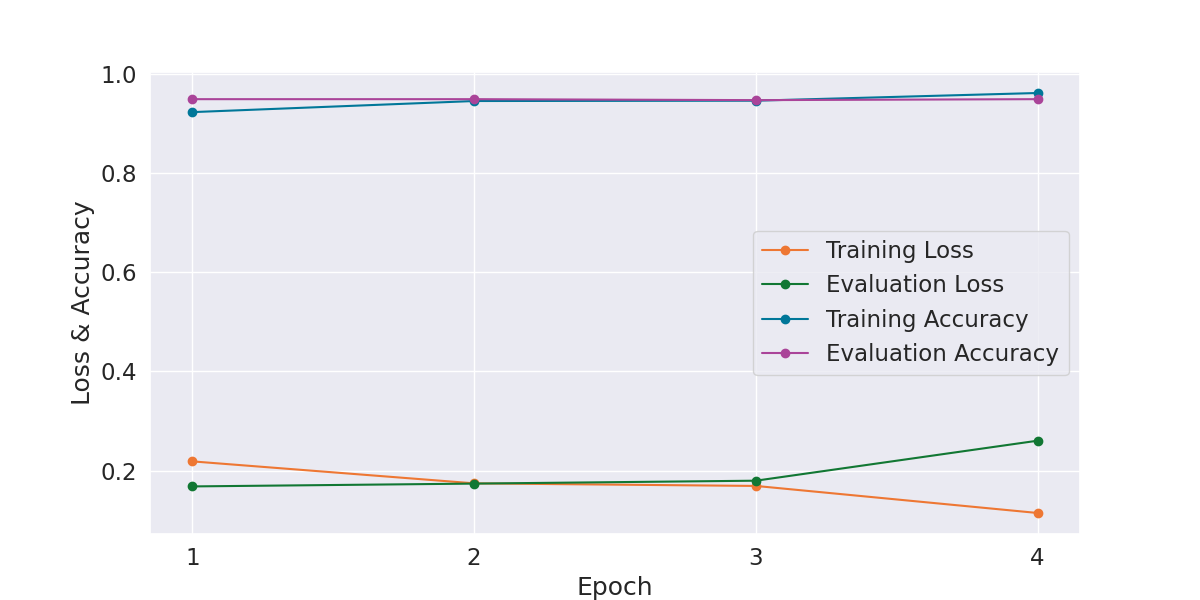 1.0
0.8
0.6
0.4
0.2
Loss & Accuracy
Training Loss
Evaluation Loss
Training Accuracy
Evaluation Accuracy
1 2 3 4
Epoch